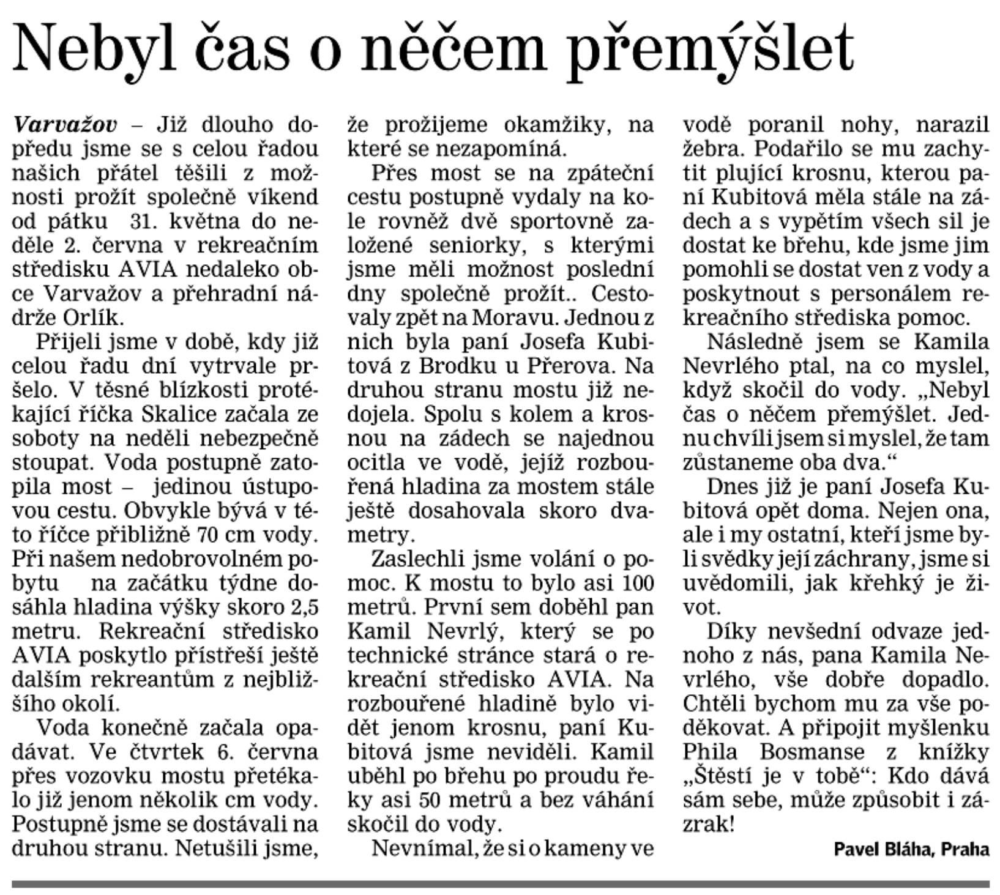 Nebyl čas o něčem přemýšlet
Varvažov – Již dlouho do-
předu jsme se s celou řadou
našich přátel těšili z mož-
nosti prožít společně víkend
od pátku 31. května do ne-
děle 2. června v rekreačním
středisku AVIA nedaleko ob-
ce Varvažov a přehradní ná-
drže Orlík.
Přijeli jsme v době, kdy již
celou řadu dní vytrvale pr-
šelo. V těsné blízkosti proté-
kající říčka Skalice začala ze
soboty na neděli nebezpečně
stoupat. Voda postupně zato-
pila most – jedinou ústupo-
vou cestu. Obvykle bývá v té-
to říčce přibližně 70 cm vody.
Při našem nedobrovolném po-
bytu na začátku týdne do-
sáhla hladina výšky skoro 2,5
metru. Rekreační středisko
AVIA poskytlo přístřeší ještě
dalším rekreantům z nejbliž-
šího okolí.
Voda konečně začala opa-
dávat. Ve čtvrtek 6. června
přes vozovku mostu přetéka-
lo již jenom několik cm vody.
Postupně jsme se dostávali na
druhou stranu. Netušili jsme,
že prožijeme okamžiky, na
které se nezapomíná.
Přes most se na zpáteční
cestu postupně vydaly na ko-
le rovněž dvě sportovně za-
ložené seniorky, s kterými
jsme měli možnost poslední
dny společně prožít.. Cesto-
valy zpět na Moravu. Jednou z
nich byla paní Josefa Kubi-
tová z Brodku u Přerova. Na
druhou stranu mostu již ne-
dojela. Spolu s kolem a kros-
nou na zádech se najednou
ocitla ve vodě, jejíž rozbou-
řená hladina za mostem stále
ještě dosahovala skoro dva-
metry.
Zaslechli jsme volání o po-
moc. K mostu to bylo asi 100
metrů. První sem doběhl pan
Kamil Nevrlý, který se po
technické stránce stará o re-
kreační středisko AVIA. Na
rozbouřené hladině bylo vi-
dět jenom krosnu, paní Ku-
bitová jsme neviděli. Kamil
uběhl po břehu po proudu ře-
ky asi 50 metrů a bez váhání
skočil do vody.
Nevnímal, že si o kameny ve
vodě poranil nohy, narazil
žebra. Podařilo se mu zachy-
tit plující krosnu, kterou pa-
ní Kubitová měla stále na zá-
dech a s vypětím všech sil je
dostat ke břehu, kde jsme jim
pomohli se dostat ven z vody a
poskytnout s personálem re-
kreačního střediska pomoc.
Následně jsem se Kamila
Nevrlého ptal, na co myslel,
když skočil do vody. „Nebyl
čas o něčem přemýšlet. Jed-
nu chvíli jsem si myslel, že tam
zůstaneme oba dva.“
Dnes již je paní Josefa Ku-
bitová opět doma. Nejen ona,
ale i my ostatní, kteří jsme by-
li svědky její záchrany, jsme si
uvědomili, jak křehký je ži-
vot.
Díky nevšední odvaze jed-
noho z nás, pana Kamila Ne-
vrlého, vše dobře dopadlo.
Chtěli bychom mu za vše po-
děkovat. A připojit myšlenku
Phila Bosmanse z knížky
„Štěstí je v tobě“: Kdo dává
sám sebe, může způsobit i zá-
zrak!
Pavel Bláha, Praha